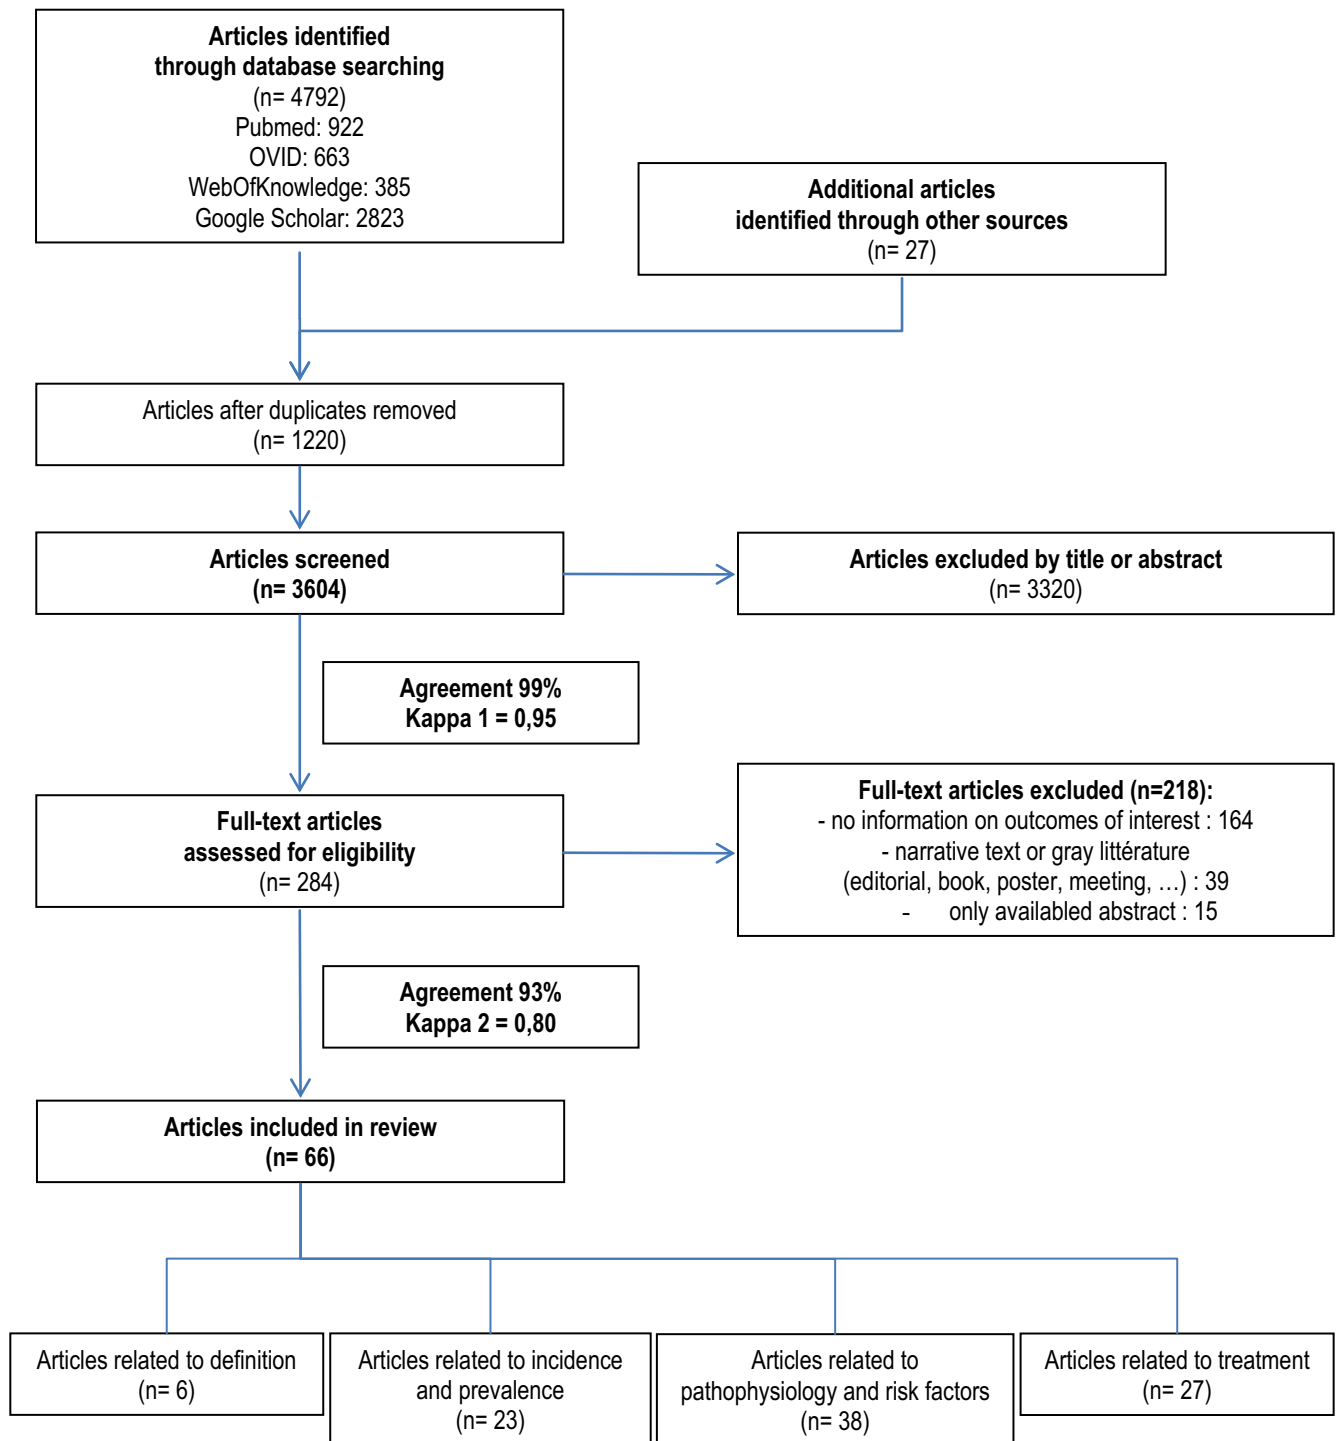 Articles identified
through database searching
(n= 4792)
Pubmed: 922
OVID: 663
WebOfKnowledge: 385
Google Scholar: 2823
Additional articles
identified through other sources
(n= 27)
Articles after duplicates removed
(n= 1220)
Articles screened
(n= 3604)
Articles excluded by title or abstract
(n= 3320)
Agreement 99%
Kappa 1 = 0,95
Full-text articles
assessed for eligibility
(n= 284)
Full-text articles excluded (n=218):
- no information on outcomes of interest : 164
- narrative text or gray littérature
(editorial, book, poster, meeting, …) : 39
- only availabled abstract : 15
Agreement 93%
Kappa 2 = 0,80
Articles included in review
(n= 66)
Articles related to definition
(n= 6)
Articles related to incidence
and prevalence
(n= 23)
Articles related to
pathophysiology and risk factors
(n= 38)
Articles related to treatment
(n= 27)